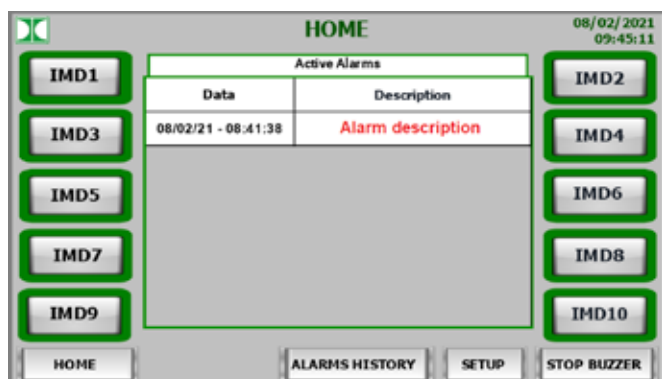 HOME
08/02/2021
09:45:11
IMD1
Active Alarms
IMD2
Data Description
IMD3
08/02/21 - 08:41:38 Alarm description
IMD4
IMD5
IMD6
IMD7
IMD8
IMD9
IMD10
HOME ALARMS HISTORY SETUP STOP BUZZER